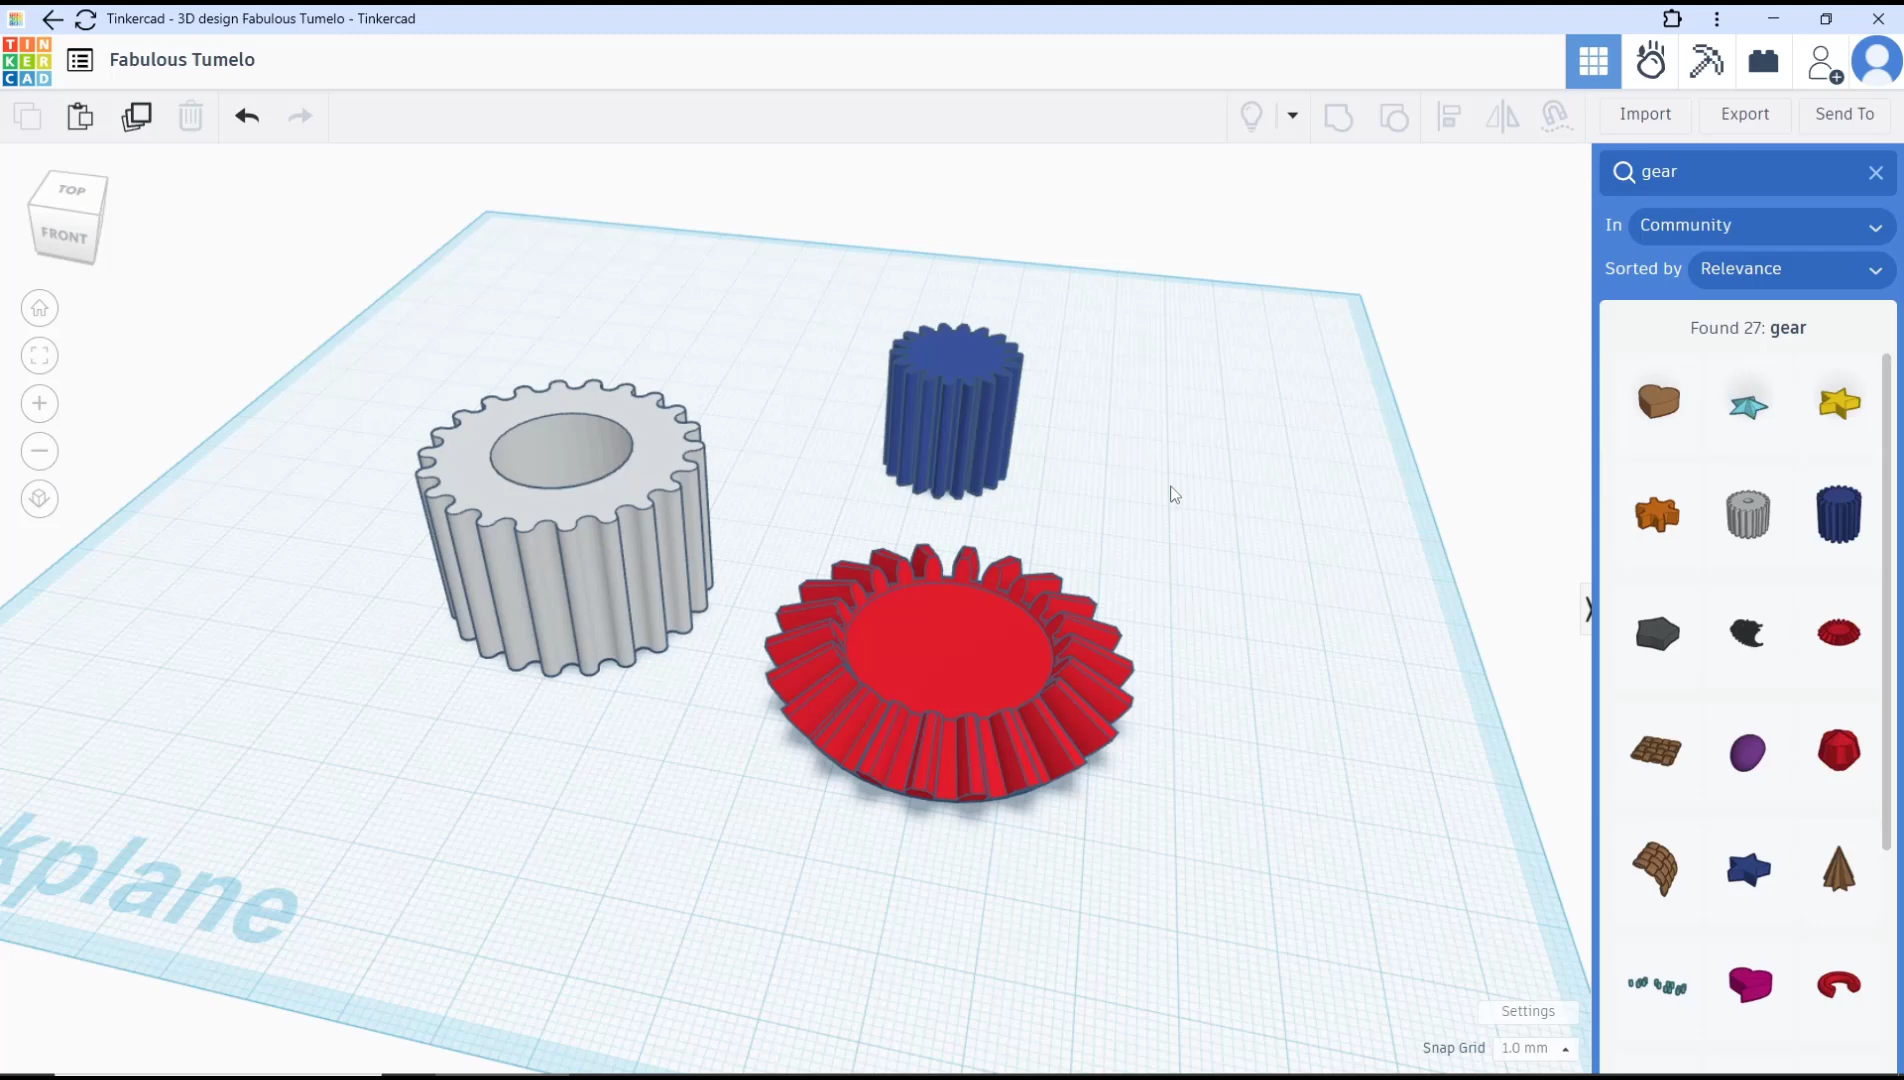 Tinkercad - 3D design Fabulous Tumelo - Tinkercad
TIN
KER
CAD
Fabulous Tumelo
Import
Export
Send To
TOP
FRONT
gear
In Community
Sorted by Relevance
Found 27: gear
kplane
Settings
Snap Grid 1.0 mm